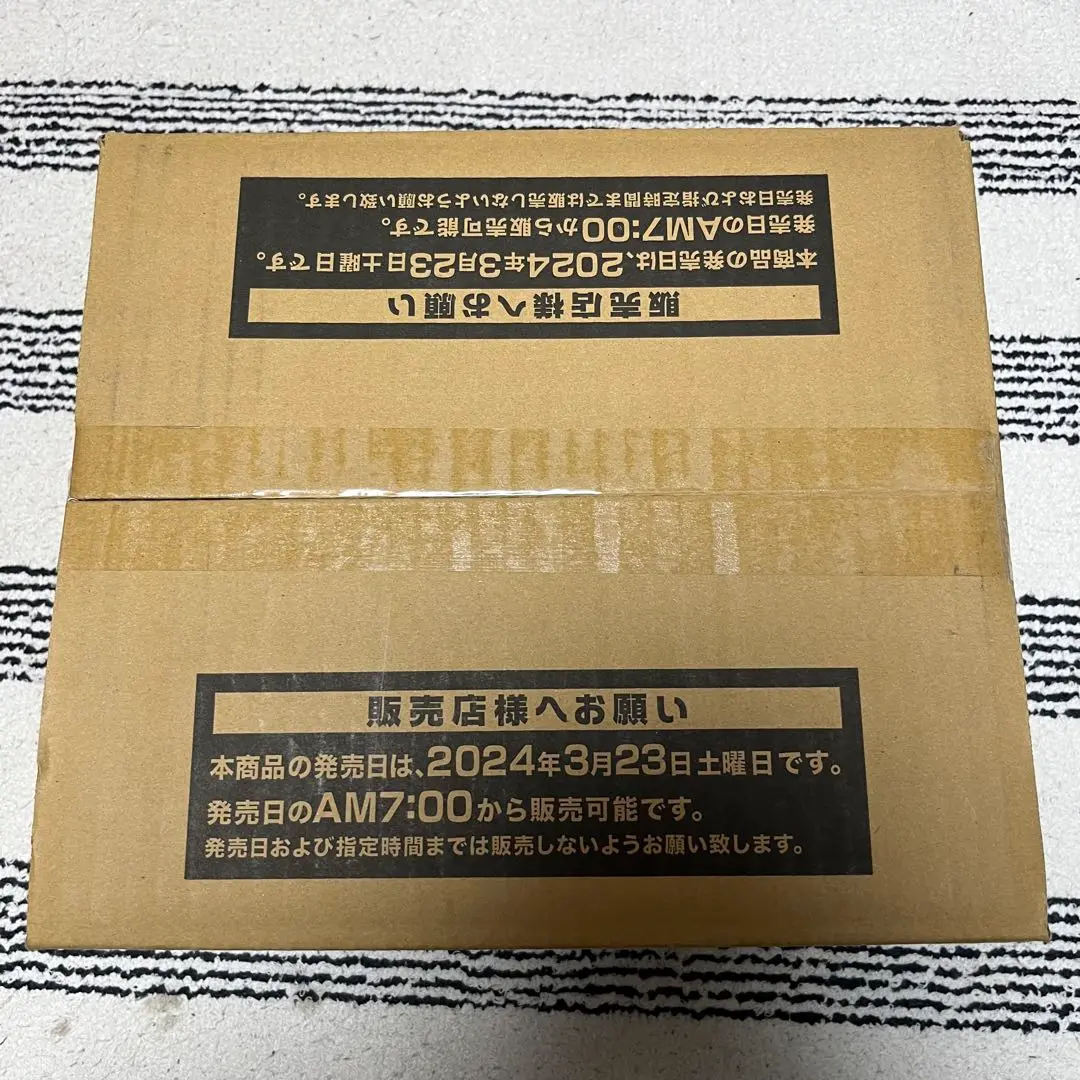 販売店様へお願い
本商品の発売日は、2024年3月23日土曜日です。
発売日のAM7:00から販売可能です。
発売日および指定時間までは販売しないようお願い致します。
販売店様へお願い
本商品の発売日は、2024年3月23日土曜日です。
発売日のAM7:00から販売可能です。
発売日および指定時間までは販売しないようお願い致します。